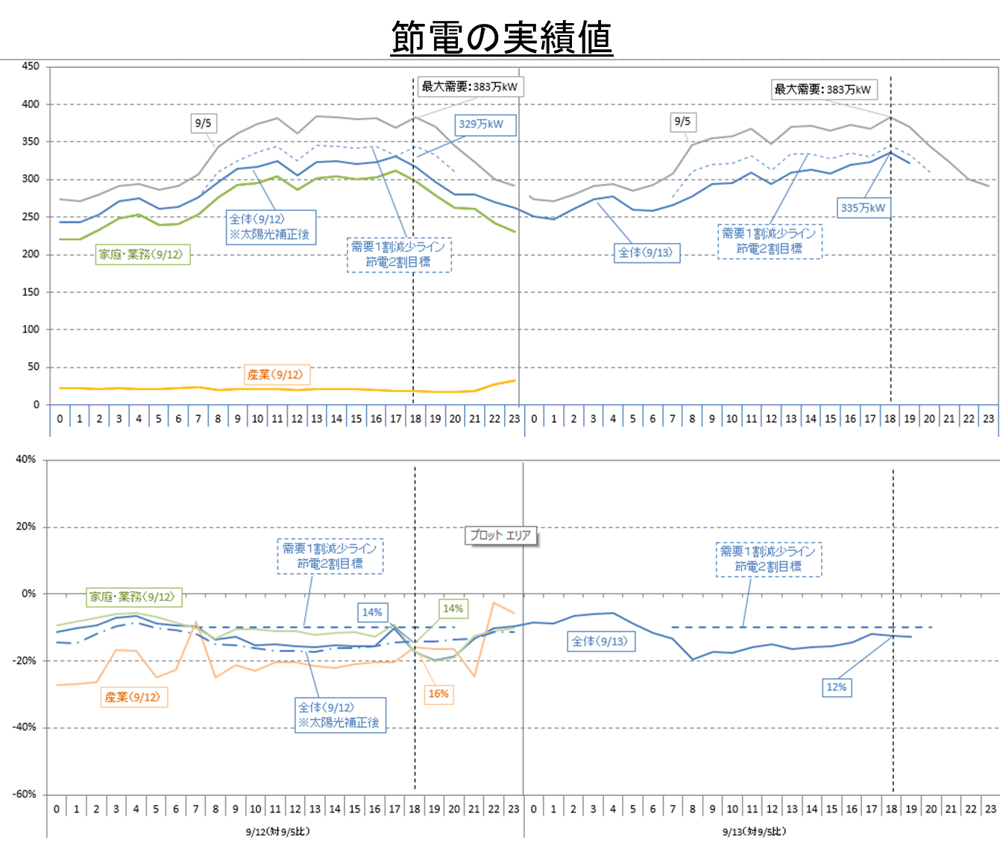 節電の実績値
450
400
350
300
250
200
150
100
50
0
9/5
最大需要:383万kW
329万kW
全体(9/12)
※太陽光補正後
需要1割減少ライン
節電2割目標
家庭・業務(9/12)
産業(9/12)
最大需要:383万kW
9/5
335万kW
需要1割減少ライン
節電2割目標
全体(9/13)
0 1 2 3 4 5 6 7 8 9 10 11 12 13 14 15 16 17 18 19 20 21 22 23 0 1 2 3 4 5 6 7 8 9 10 11 12 13 14 15 16 17 18 19 20 21 22 23
40%
20%
0%
-20%
-40%
-60%
プロット エリア
需要1割減少ライン
節電2割目標
家庭・業務(9/12)
14%
14%
産業(9/12)
16%
全体(9/12)
※太陽光補正後
需要1割減少ライン
節電2割目標
全体(9/13)
12%
0 1 2 3 4 5 6 7 8 9 10 11 12 13 14 15 16 17 18 19 20 21 22 23 0 1 2 3 4 5 6 7 8 9 10 11 12 13 14 15 16 17 18 19 20 21 22 23
9/12(対9/5比)
9/13(対9/5比)